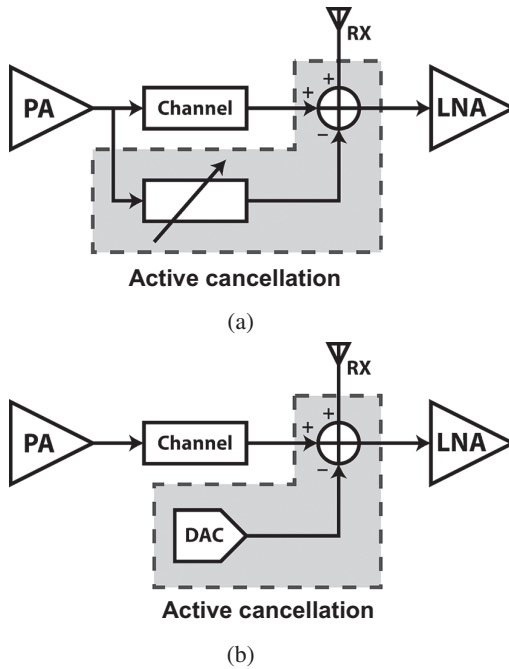 RX
+
+
PA
Channel
LNA
−
Active cancellation
(a)
RX
+
+
PA
Channel
LNA
−
DAC
Active cancellation
(b)